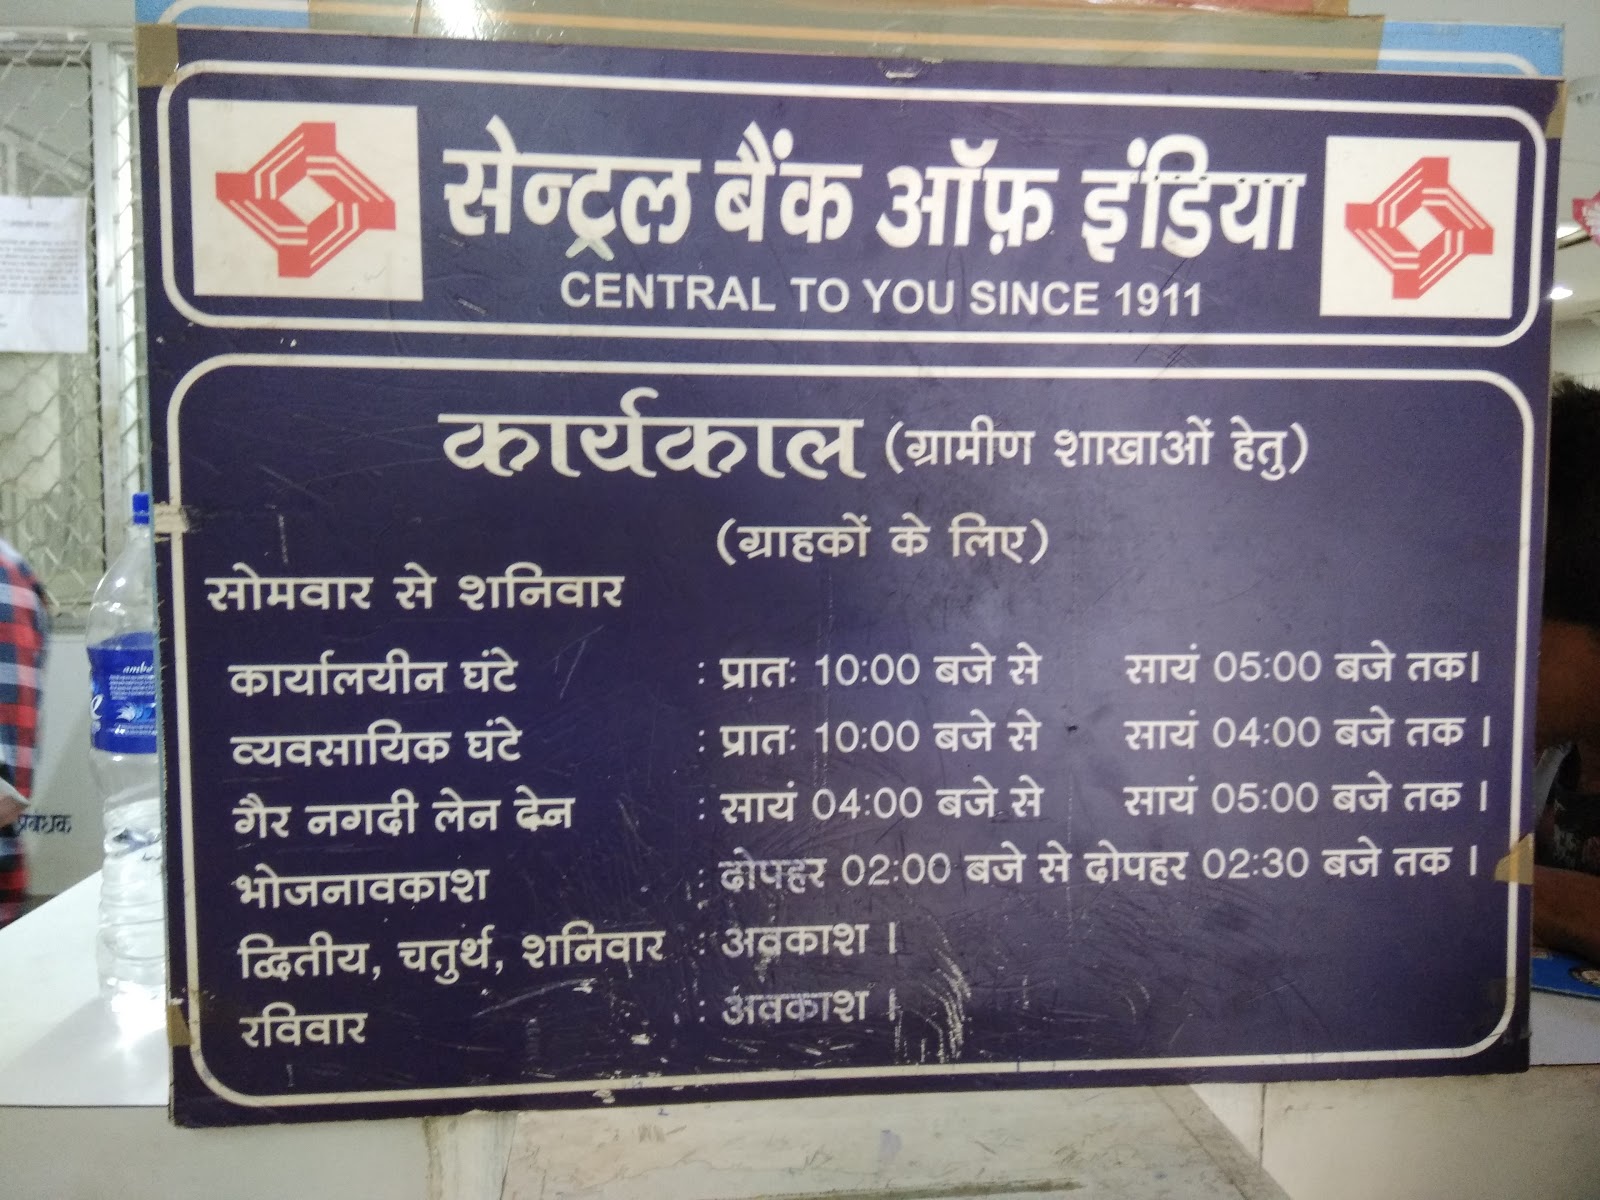 सेन्ट्रल बैंक ऑफ़ इंडिया
CENTRAL TO YOU SINCE 1911
कार्यकाल (ग्रामीण शाखाओं हेतु)
(ग्राहकों के लिए)
सोमवार से शनिवार
कार्यालयीन घंटे : प्रातः 10:00 बजे से सायं 05:00 बजे तक।
व्यवसायिक घंटे : प्रातः 10:00 बजे से सायं 04:00 बजे तक ।
गैर नगदी लेन देन : सायं 04:00 बजे से सायं 05:00 बजे तक ।
भोजनावकाश : दोपहर 02:00 बजे से दोपहर 02:30 बजे तक ।
द्वितीय, चतुर्थ, शनिवार : अवकाश ।
रविवार : अवकाश ।